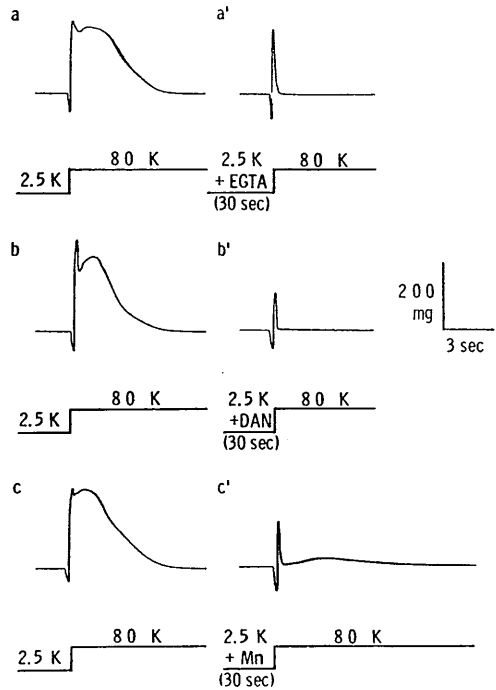 a
a'
80 K
2.5 K
2.5 K
+ EGTA
(30 sec)
80 K
b
b'
200
mg
3 sec
80 K
2.5 K
2.5 K
+DAN
(30 sec)
80 K
c
c'
80 K
2.5 K
2.5 K
+ Mn
(30 sec)
80 K